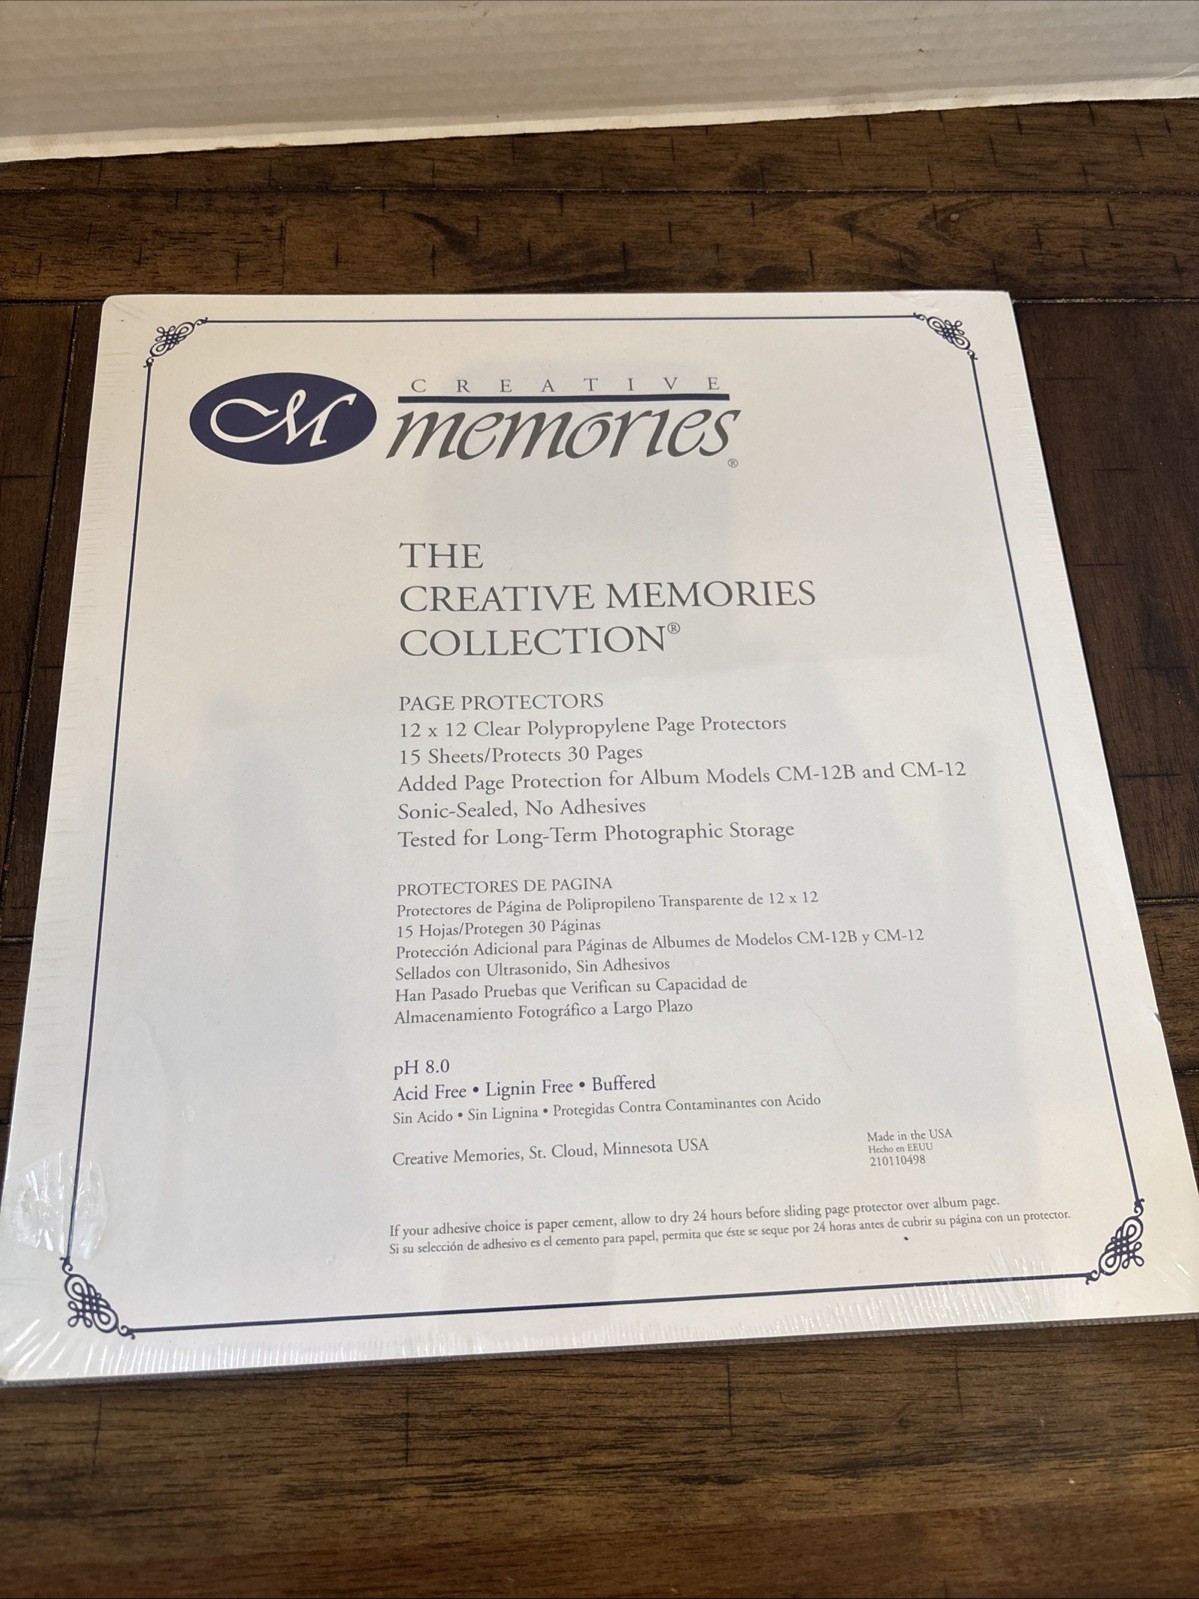 CM
CREATIVE
memories®
THE
CREATIVE MEMORIES
COLLECTION®
PAGE PROTECTORS
12 x 12 Clear Polypropylene Page Protectors
15 Sheets/Protects 30 Pages
Added Page Protection for Album Models CM-12B and CM-12
Sonic-Sealed, No Adhesives
Tested for Long-Term Photographic Storage
PROTECTORES DE PAGINA
Protectores de Página de Polipropileno Transparente de 12 x 12
15 Hojas/Protegen 30 Páginas
Protección Adicional para Páginas de Albumes de Modelos CM-12B y CM-12
Sellados con Ultrasonido, Sin Adhesivos
Han Pasado Pruebas que Verifican su Capacidad de
Almacenamiento Fotográfico a Largo Plazo
pH 8.0
Acid Free • Lignin Free • Buffered
Sin Acido • Sin Lignina • Protegidas Contra Contaminantes con Acido
Creative Memories, St. Cloud, Minnesota USA
Made in the USA
Hecho en EEUU
210110498
If your adhesive choice is paper cement, allow to dry 24 hours before sliding page protector over album page.
Si su selección de adhesivo es el cemento para papel, permita que éste se seque por 24 horas antes de cubrir su página con un protector.